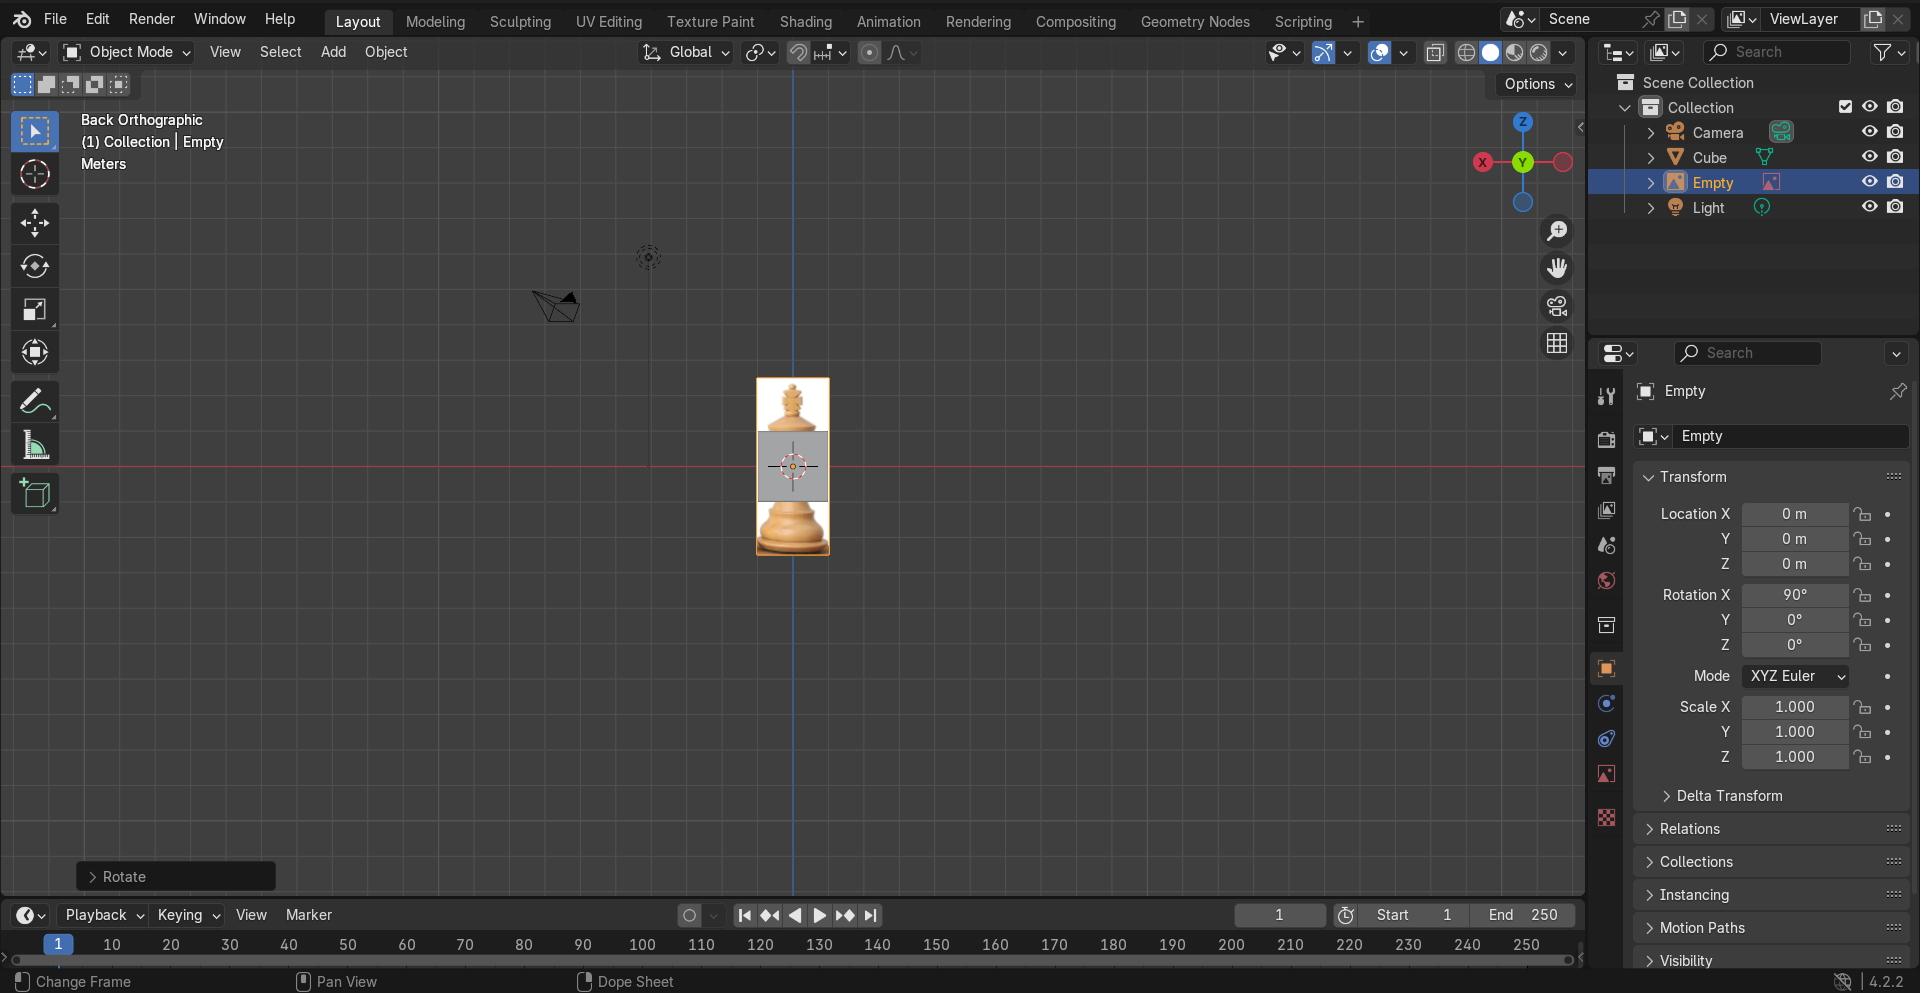 File Edit Render Window Help Layout Modeling Sculpting UV Editing Texture Paint Shading Animation Rendering Compositing Geometry Nodes Scripting + Scene ViewLayer
Object Mode View Select Add Object Global Search
Options
Back Orthographic
(1) Collection | Empty
Meters
Z
X
Y
Scene Collection
Collection
Camera
Cube
Empty
Light
Search
Empty
Empty
Transform
Location X 0 m
Y 0 m
Z 0 m
Rotation X 90°
Y 0°
Z 0°
Mode XYZ Euler
Scale X 1.000
Y 1.000
Z 1.000
Delta Transform
Relations
Collections
Instancing
Motion Paths
Visibility
Rotate
Playback Keying View Marker 1 Start 1 End 250
1 10 20 30 40 50 60 70 80 90 100 110 120 130 140 150 160 170 180 190 200 210 220 230 240 250
Change Frame Pan View Dope Sheet 4.2.2